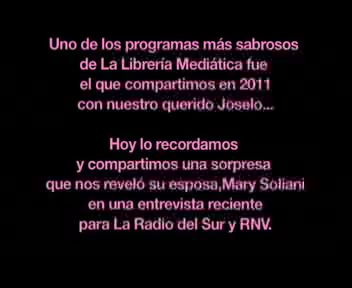 Uno de los programas más sabrosos
de La Librería Mediática fue
el que compartimos en 2011
con nuestro querido Joselo...
Hoy lo recordamos
y compartimos una sorpresa
que nos reveló su esposa,Mary Soliani
en una entrevista reciente
para La Radio del Sur y RNV.